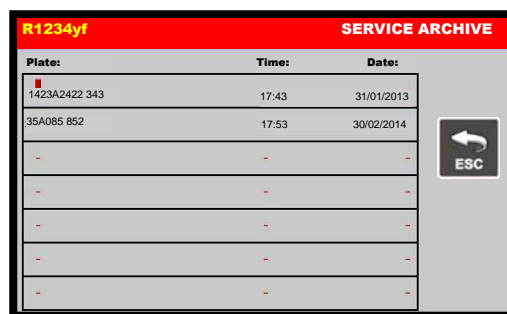 R1234yf SERVICE ARCHIVE
Plate: Time: Date:
1423A2422 343 17:43 31/01/2013
35A085 852 17:53 30/02/2014
- - -
- - -
- - -
- - -
- - -
ESC